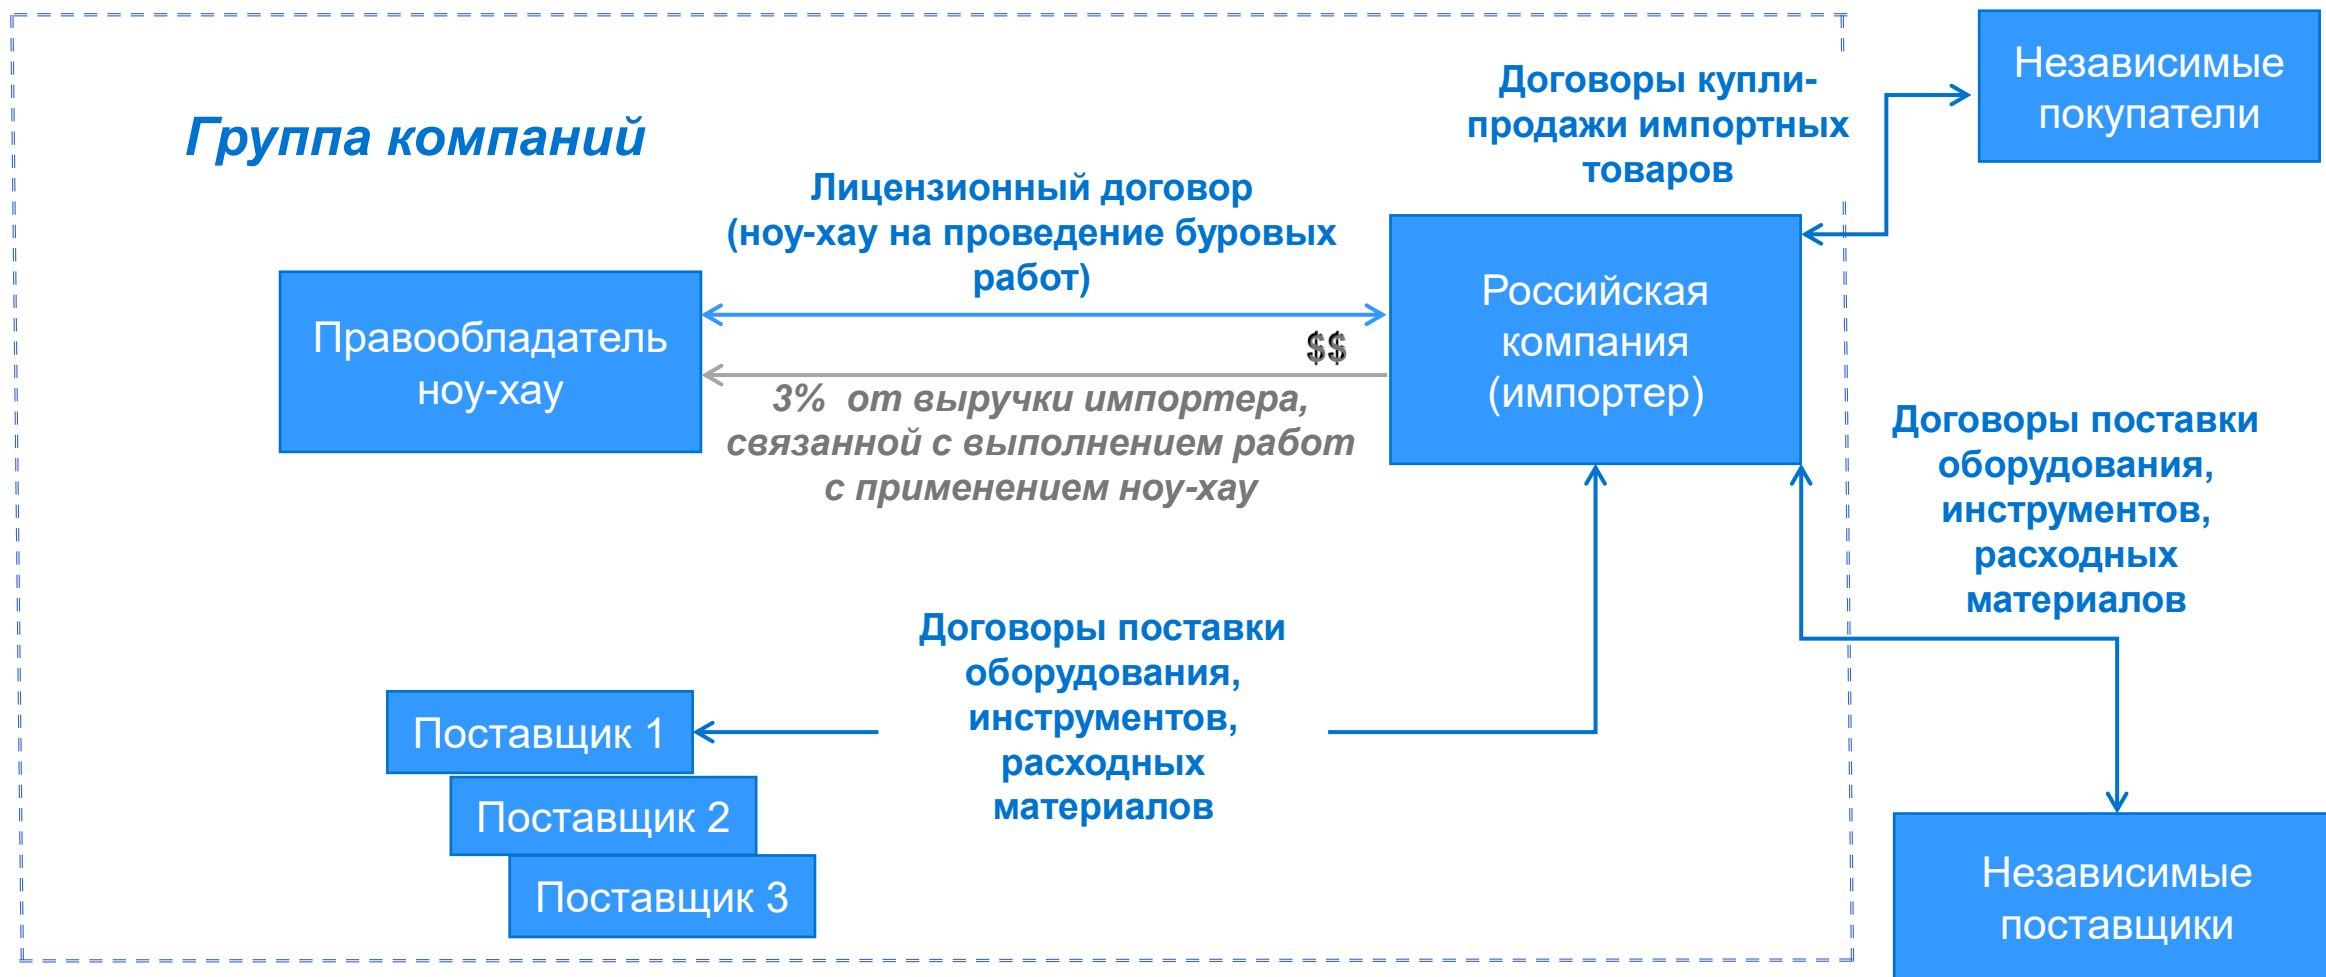 Группа компаний
Договоры купли-
продажи импортных
товаров
Независимые
покупатели
Лицензионный договор
(ноу-хау на проведение буровых
работ)
Правообладатель
ноу-хау
$$
3% от выручки импортера,
связанной с выполнением работ
с применением ноу-хау
Российская
компания
(импортер)
Договоры поставки
оборудования,
инструментов,
расходных
материалов
Договоры поставки
оборудования,
инструментов,
расходных
материалов
Поставщик 1
Поставщик 2
Поставщик 3
Независимые
поставщики